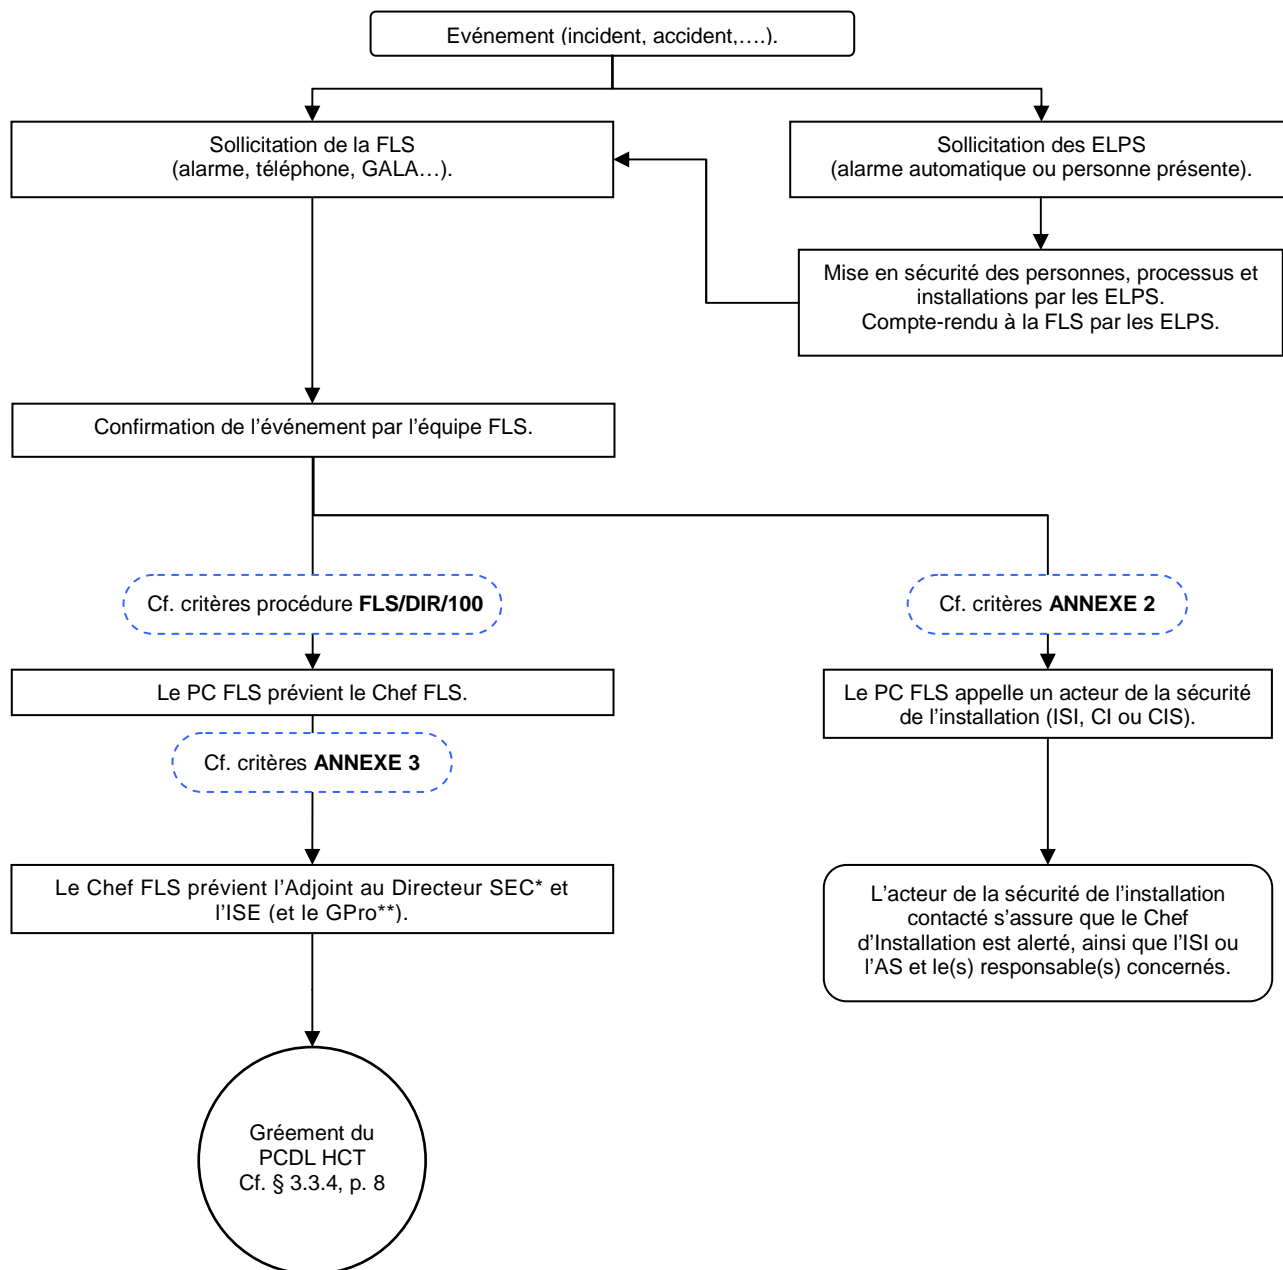 Evénement (incident, accident,….).
Sollicitation de la FLS
(alarme, téléphone, GALA…).
Sollicitation des ELPS
(alarme automatique ou personne présente).
Mise en sécurité des personnes, processus et
installations par les ELPS.
Compte-rendu à la FLS par les ELPS.
Confirmation de l’événement par l’équipe FLS.
Cf. critères procédure FLS/DIR/100
Cf. critères ANNEXE 2
Le PC FLS prévient le Chef FLS.
Le PC FLS appelle un acteur de la sécurité
de l’installation (ISI, CI ou CIS).
Cf. critères ANNEXE 3
Le Chef FLS prévient l’Adjoint au Directeur SEC* et
l’ISE (et le GPro**).
L’acteur de la sécurité de l’installation
contacté s’assure que le Chef
d’Installation est alerté, ainsi que l’ISI ou
l’AS et le(s) responsable(s) concernés.
Gréement du
PCDL HCT
Cf. § 3.3.4, p. 8